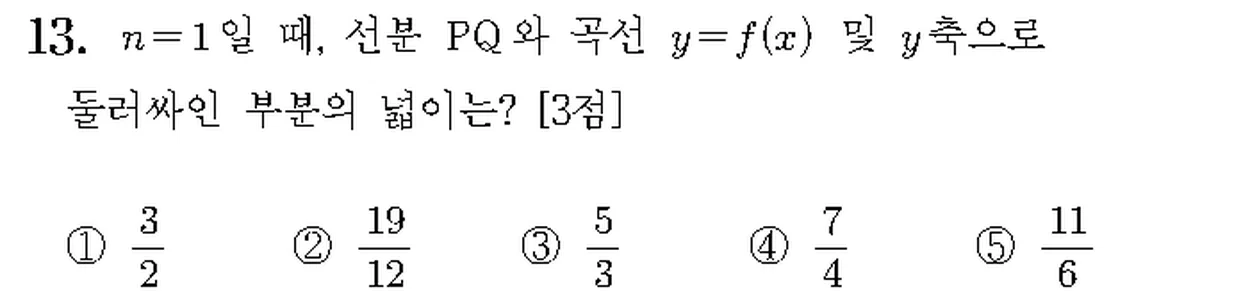 13. n=1일 때, 선분 PQ와 곡선 y=f(x) 및 y축으로
둘러싸인 부분의 넓이는? [3점]
① 3/2 ② 19/12 ③ 5/3 ④ 7/4 ⑤ 11/6